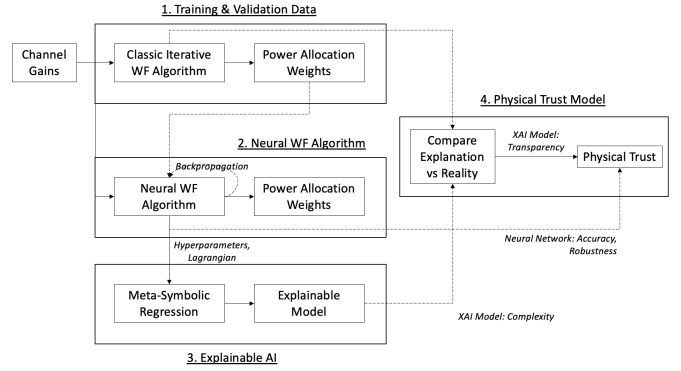 1. Training & Validation Data
Channel
Gains
Classic Iterative
WF Algorithm
Power Allocation
Weights
4. Physical Trust Model
Compare
Explanation
vs Reality
XAI Model:
Transparency
Physical Trust
2. Neural WF Algorithm
Backpropagation
Neural WF
Algorithm
Power Allocation
Weights
Neural Network: Accuracy,
Robustness
Hyperparameters,
Lagrangian
Meta-Symbolic
Regression
Explainable
Model
XAI Model: Complexity
3. Explainable AI